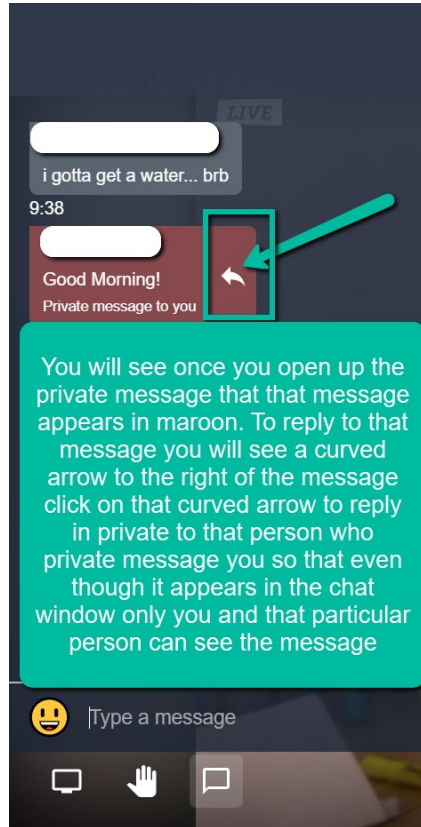 LIVE
i gotta get a water... brb
9:38
Good Morning!
Private message to you
You will see once you open up the
private message that that message
appears in maroon. To reply to that
message you will see a curved
arrow to the right of the message
click on that curved arrow to reply
in private to that person who
private message you so that even
though it appears in the chat
window only you and that particular
person can see the message
Type a message